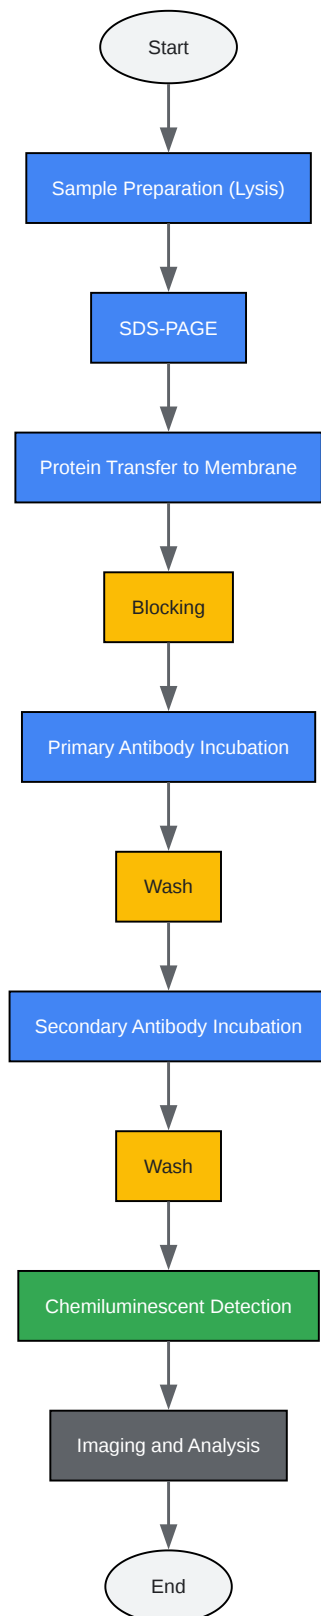 Start
Sample Preparation (Lysis)
SDS-PAGE
Protein Transfer to Membrane
Blocking
Primary Antibody Incubation
Wash
Secondary Antibody Incubation
Wash
Chemiluminescent Detection
Imaging and Analysis
End